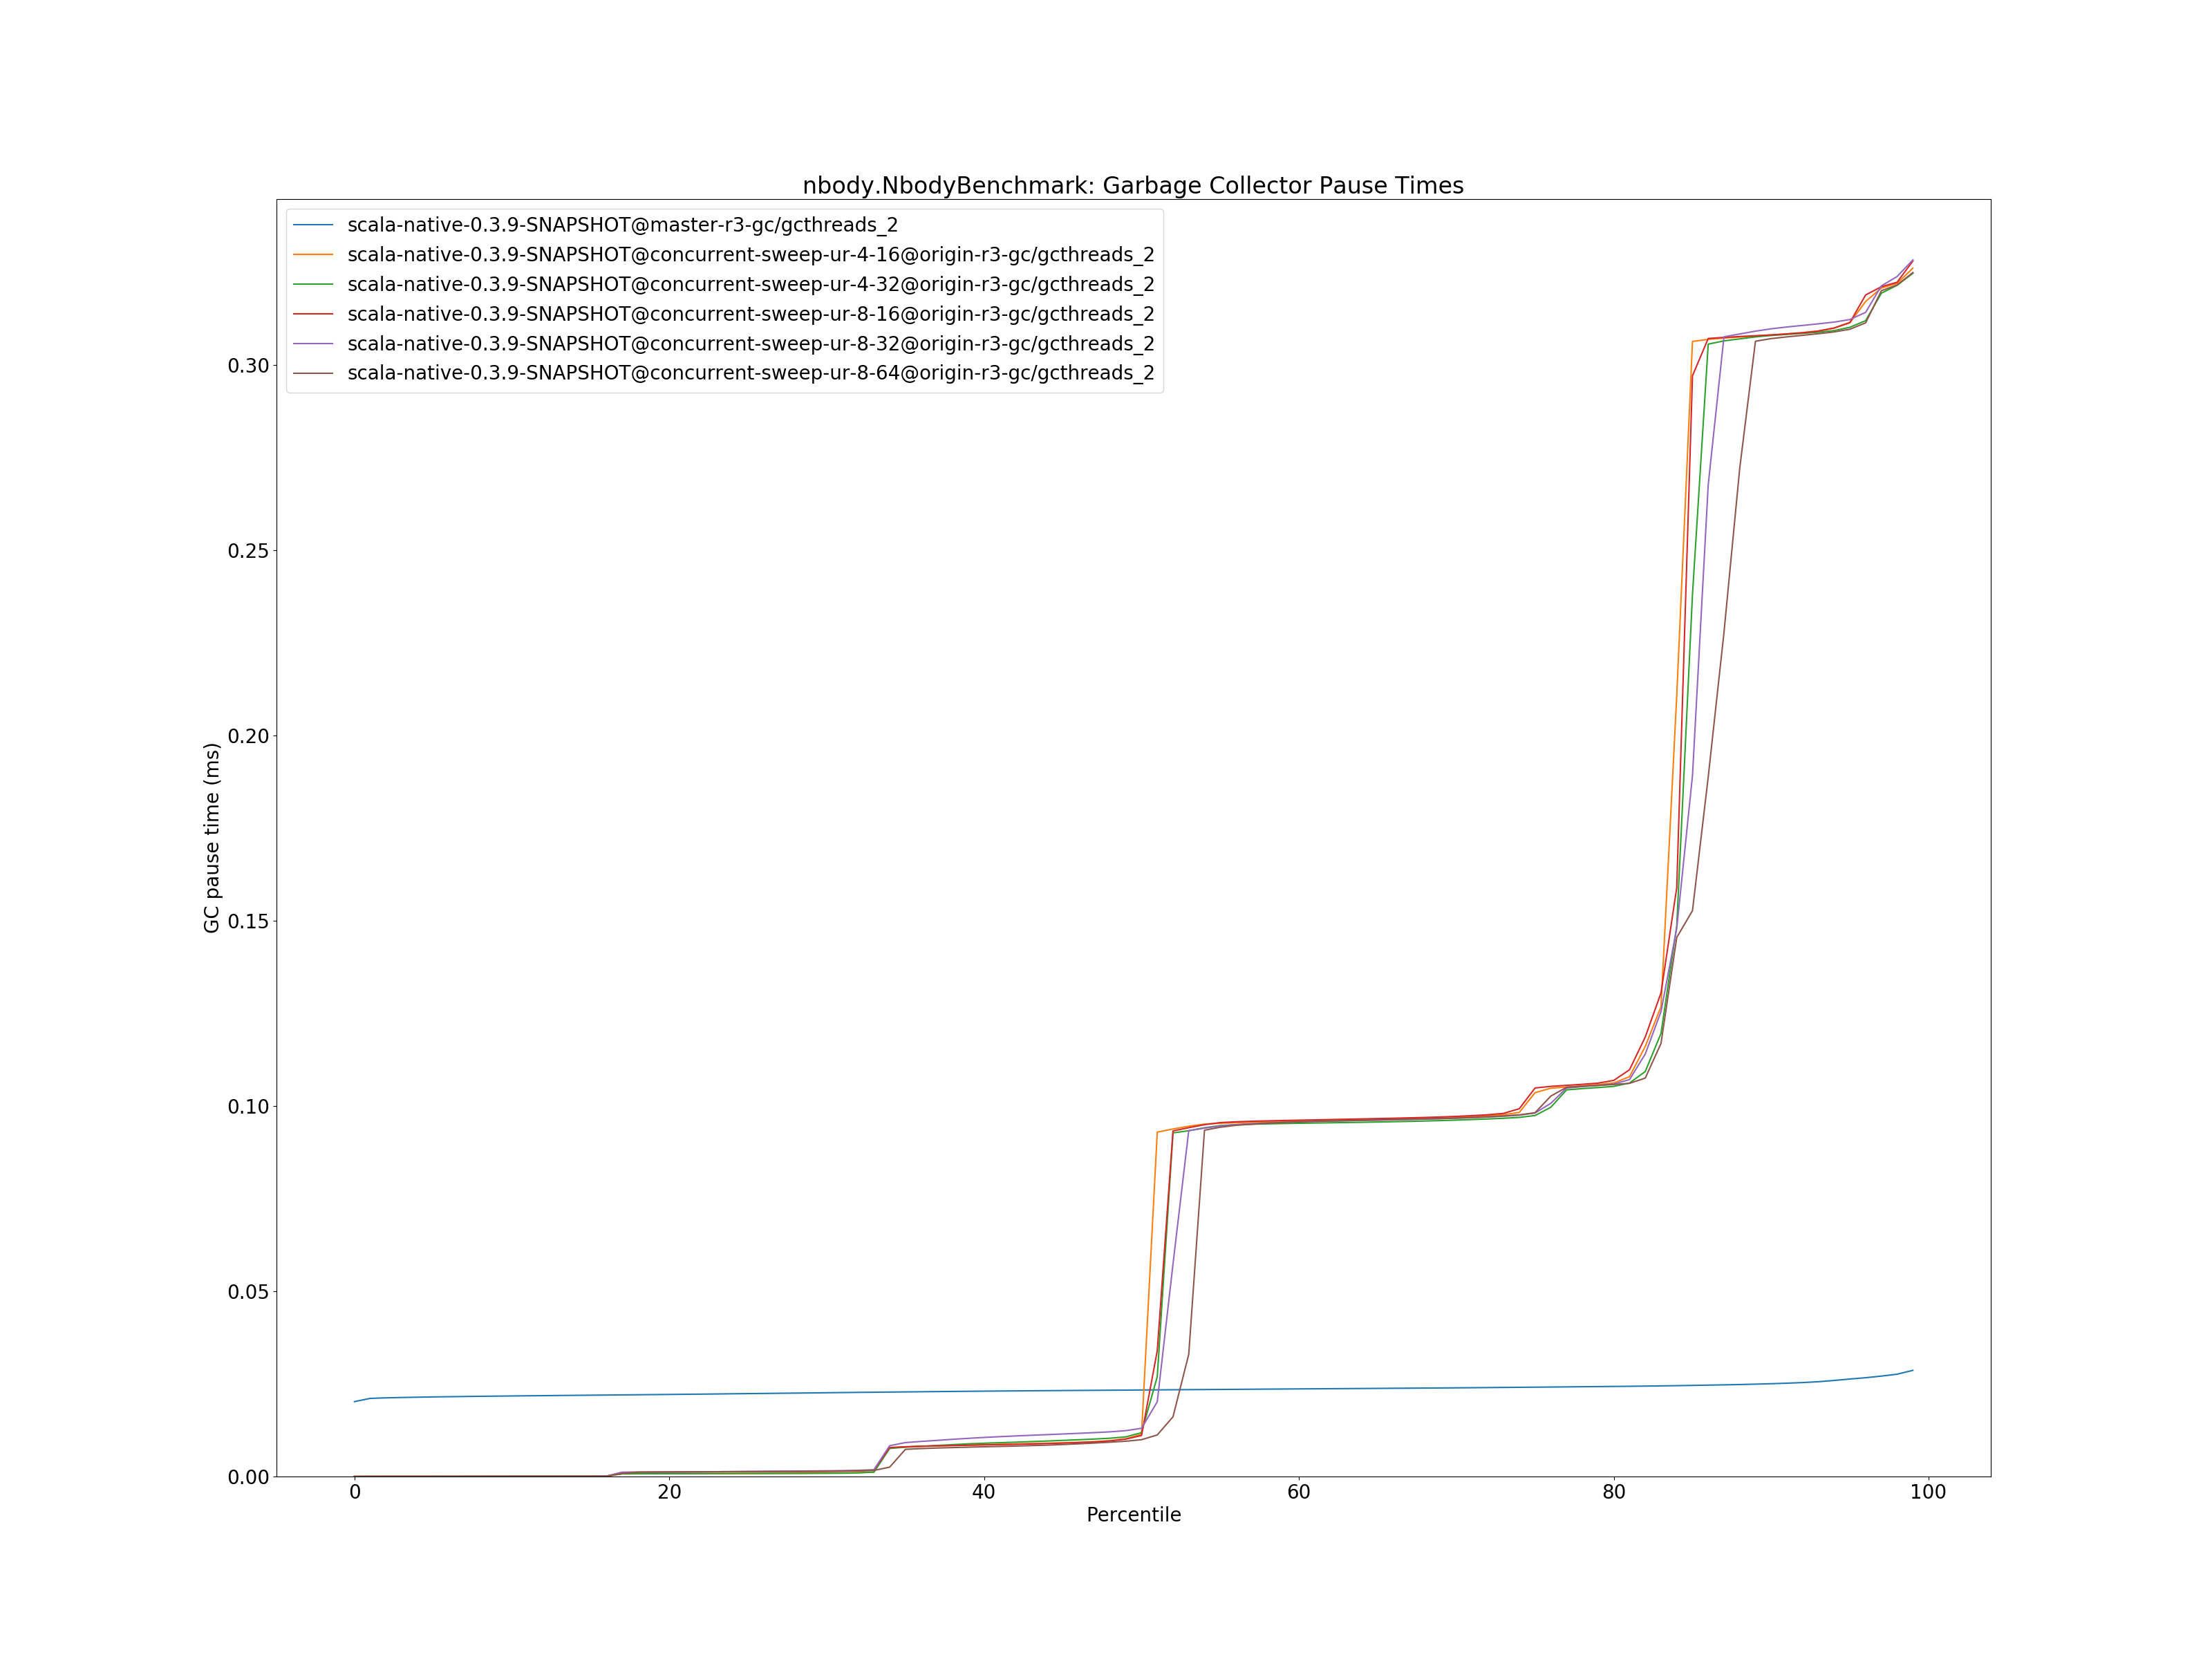 nbody.NbodyBenchmark: Garbage Collector Pause Times
scala-native-0.3.9-SNAPSHOT@master-r3-gc/gcthreads_2
scala-native-0.3.9-SNAPSHOT@concurrent-sweep-ur-4-16@origin-r3-gc/gcthreads_2
scala-native-0.3.9-SNAPSHOT@concurrent-sweep-ur-4-32@origin-r3-gc/gcthreads_2
scala-native-0.3.9-SNAPSHOT@concurrent-sweep-ur-8-16@origin-r3-gc/gcthreads_2
scala-native-0.3.9-SNAPSHOT@concurrent-sweep-ur-8-32@origin-r3-gc/gcthreads_2
scala-native-0.3.9-SNAPSHOT@concurrent-sweep-ur-8-64@origin-r3-gc/gcthreads_2
GC pause time (ms)
0.30
0.25
0.20
0.15
0.10
0.05
0.00
0 20 40 60 80 100
Percentile